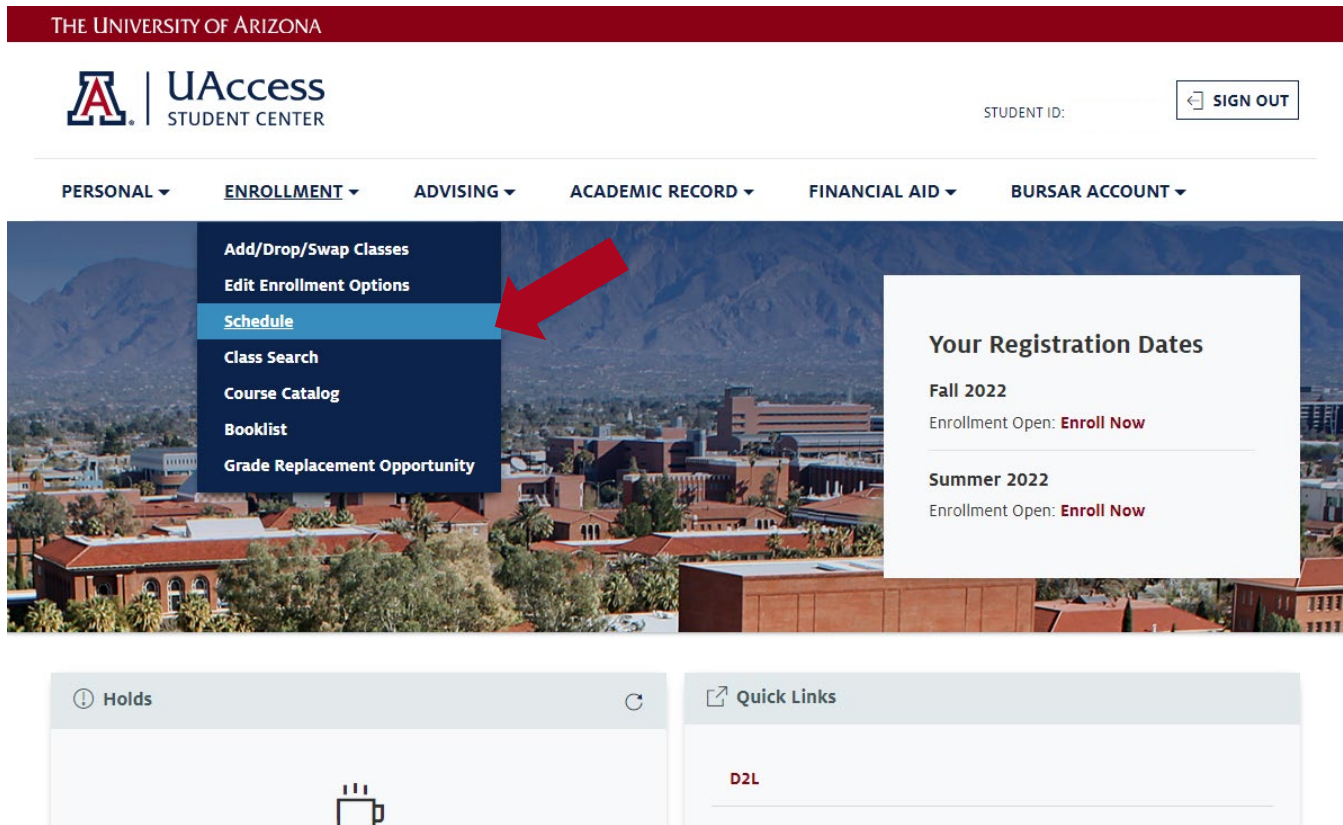 THE UNIVERSITY OF ARIZONA
A
UAccess
STUDENT CENTER
STUDENT ID:
SIGN OUT
PERSONAL ENROLLMENT ADVISING ACADEMIC RECORD FINANCIAL AID BURSAR ACCOUNT
Add/Drop/Swap Classes
Edit Enrollment Options
Schedule
Class Search
Course Catalog
Booklist
Grade Replacement Opportunity
Your Registration Dates
Fall 2022
Enrollment Open: Enroll Now
Summer 2022
Enrollment Open: Enroll Now
Holds
Quick Links
D2L